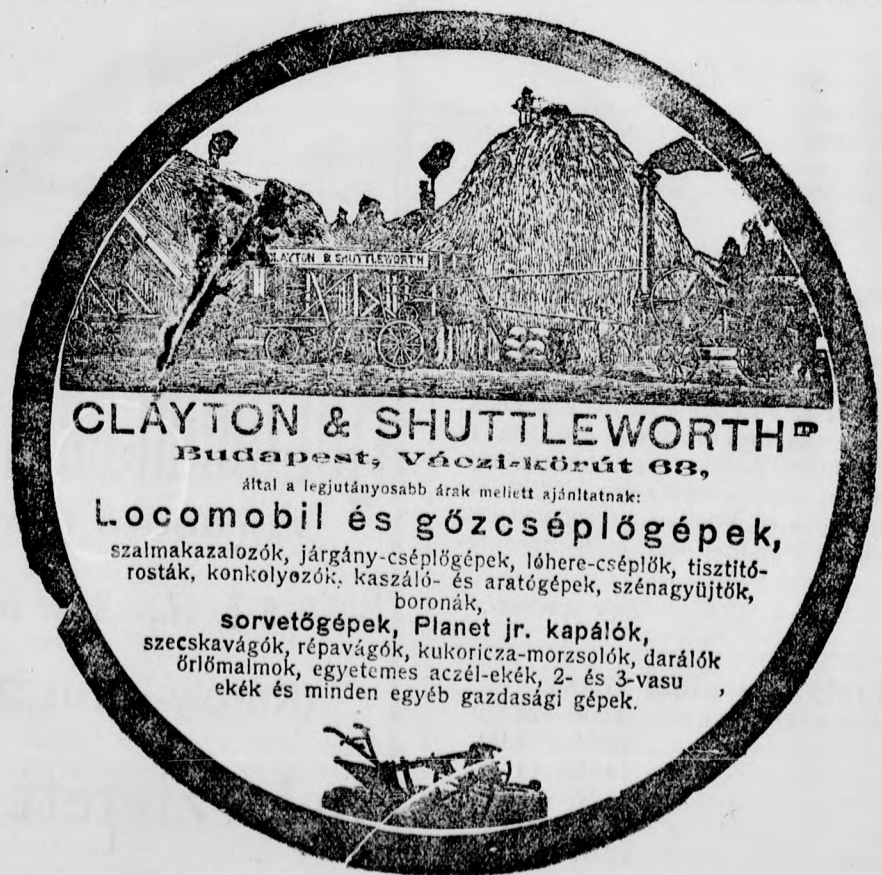 CLAYTON & SHUTTLEWORTH
CLAYTON & SHUTTLEWORTH LTD
Budapest, Váczi-körút 68,
által a legjutányosabb árak mellett ajánltatnak:
Locomobil és gőzcséplőgépek,
szalmakazalozók, járgány-cséplőgépek, lóhere-cséplők, tisztitó-
rosták, konkolyozók, kaszáló- és aratógépek, szénagyüjtők,
boronák,
sorvetőgépek, Planet jr. kapálók,
szecskavágók, répavágók, kukoricza-morzsolók, darálók
őrlőmalmok, egyetemes aczél-ekék, 2- és 3-vasu ,
ekék és minden egyéb gazdasági gépek.